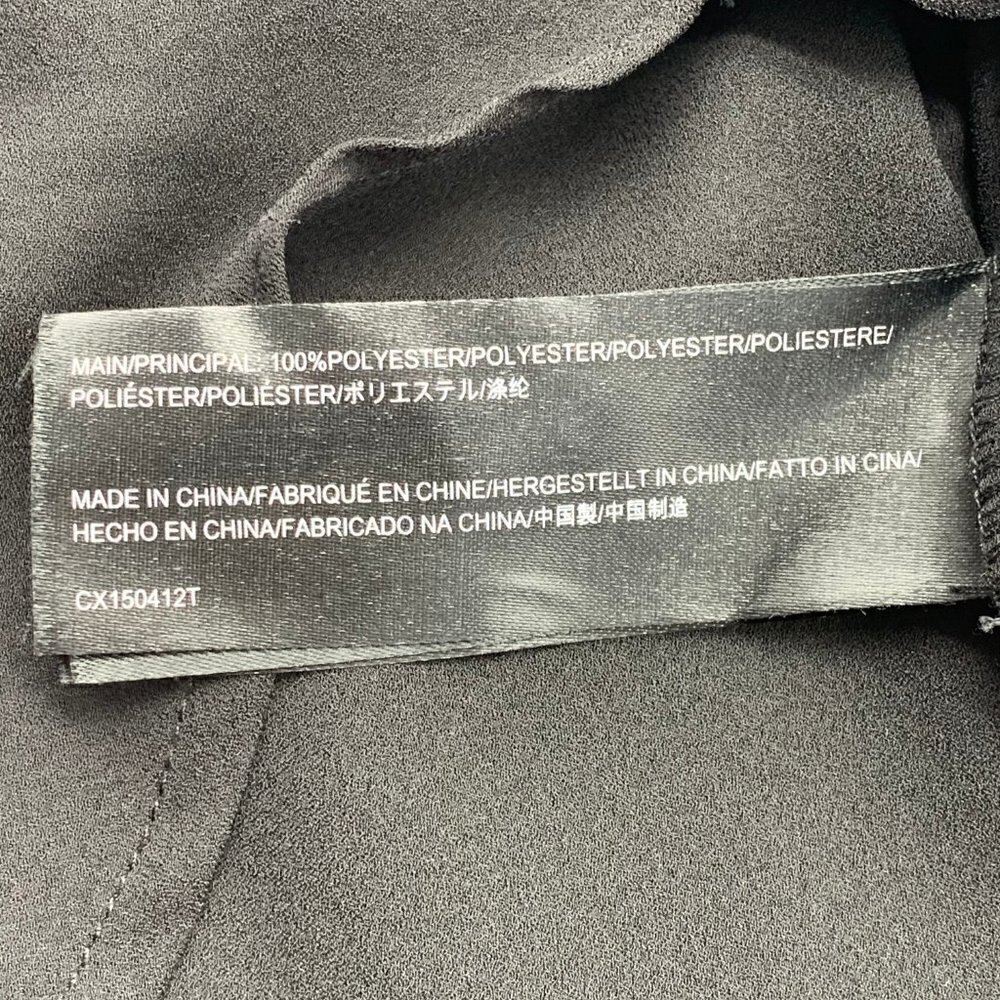 MAIN/PRINCIPAL: 100%POLYESTER/POLYESTER/POLYESTER/POLIESTERE/
POLIÉSTER/POLIÉSTER/ポリエステル/涤纶
MADE IN CHINA/FABRIQUÉ EN CHINE/HERGESTELLT IN CHINA/FATTO IN CINA/
HECHO EN CHINA/FABRICADO NA CHINA/中国製/中国制造
CX150412T